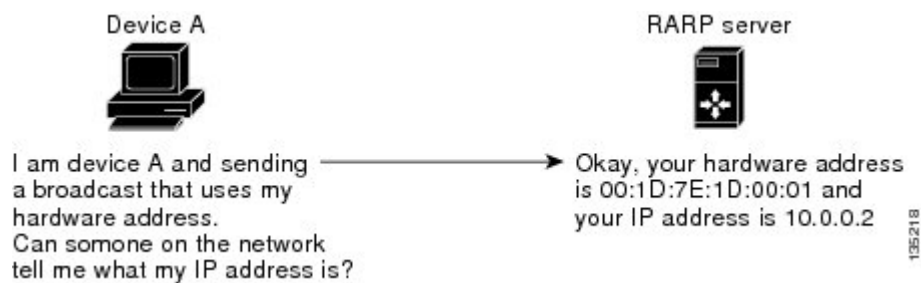 Device A
RARP server
I am device A and sending
a broadcast that uses my
hardware address.
Can somone on the network
tell me what my IP address is?
Okay, your hardware address
is 00:1D:7E:1D:00:01 and
your IP address is 10.0.0.2
135218